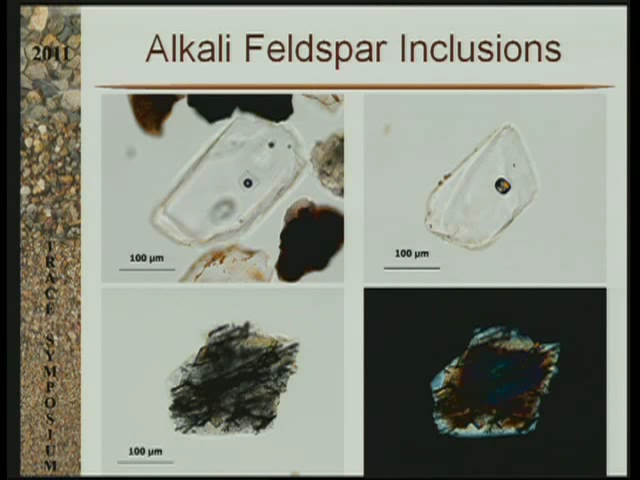 2011
Alkali Feldspar Inclusions
100 µm
100 µm
100 µm
TRACE SYMPOSIUM